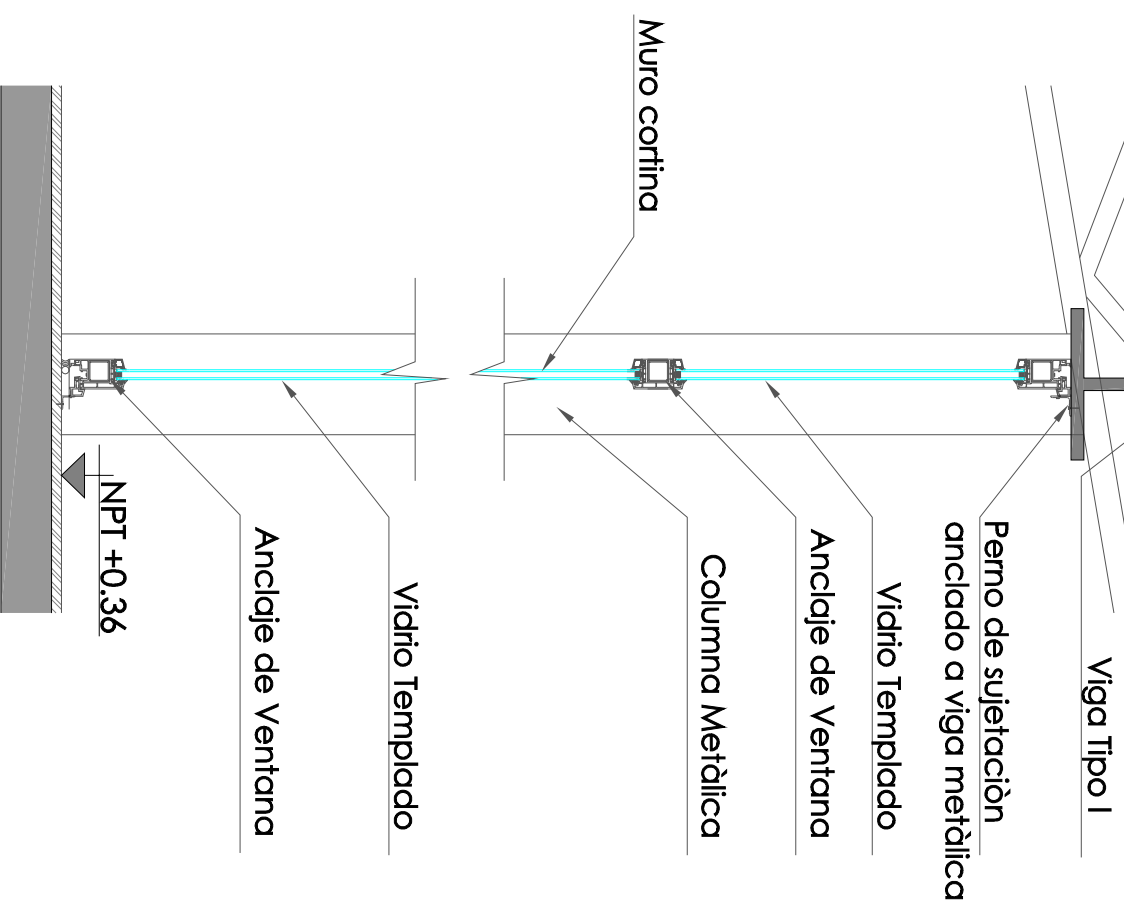 Viga Tipo I
Perno de sujetaciòn
anclado a viga metàlica
Vidrio Templado
Anclaje de Ventana
Columna Metàlica
Muro cortina
Vidrio Templado
Anclaje de Ventana
NPT +0.36